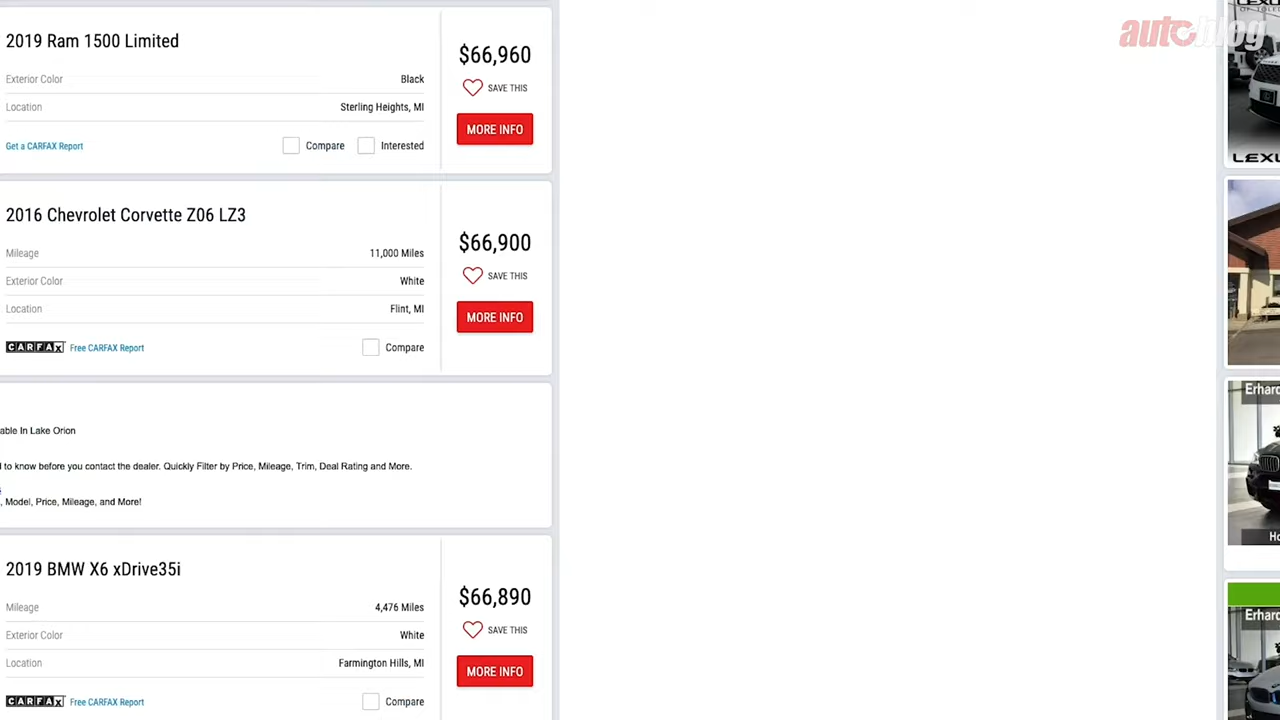 2019 Ram 1500 Limited
$66,960
Exterior Color Black
SAVE THIS
Location Sterling Heights, MI
MORE INFO
Get a CARFAX Report Compare Interested
2016 Chevrolet Corvette Z06 LZ3
$66,900
Mileage 11,000 Miles
SAVE THIS
Exterior Color White
Location Flint, MI
MORE INFO
CARFAX Free CARFAX Report Compare
able In Lake Orion
to know before you contact the dealer. Quickly Filter by Price, Mileage, Trim, Deal Rating and More.
, Model, Price, Mileage, and More!
2019 BMW X6 xDrive35i
$66,890
Mileage 4,476 Miles
SAVE THIS
Exterior Color White
Location Farmington Hills, MI
MORE INFO
CARFAX Free CARFAX Report Compare
autoblog
LEXU
Erhard
Ho
Erhard